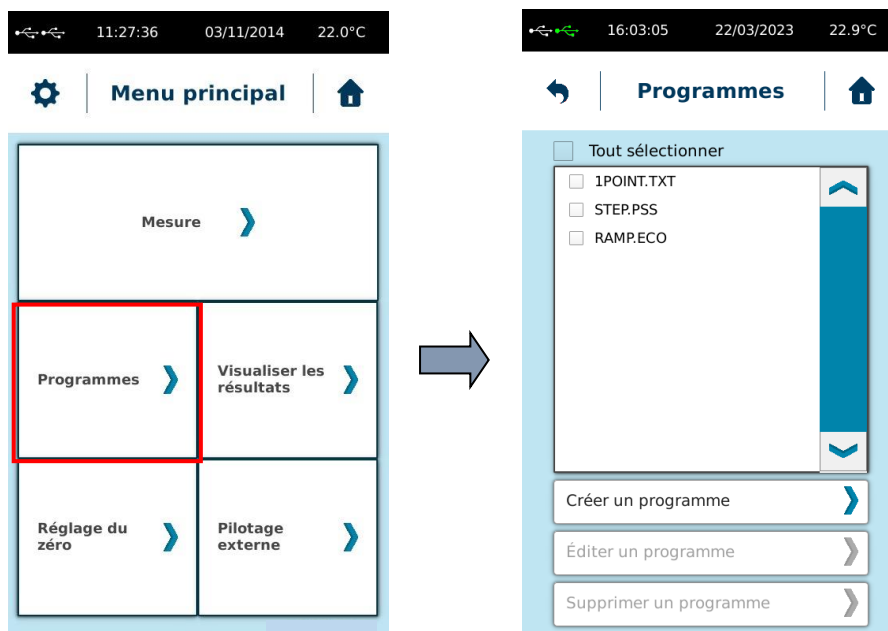 11:27:36 03/11/2014 22.0°C
Menu principal
Mesure
Programmes
Visualiser les
résultats
Réglage du
zéro
Pilotage
externe
16:03:05 22/03/2023 22.9°C
Programmes
Tout sélectionner
1POINT.TXT
STEP.PSS
RAMP.ECO
Créer un programme
Éditer un programme
Supprimer un programme